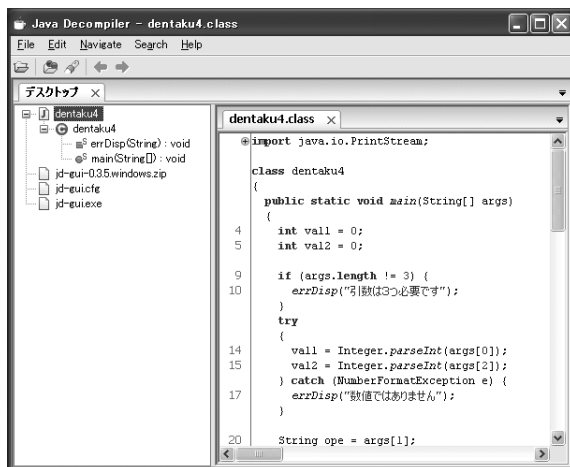 Java Decompiler - dentaku4.class
File Edit Navigate Search Help
デスクトップ
dentaku4
dentaku4
errDisp(String) : void
main(String[]) : void
jd-gui-0.3.5.windows.zip
jd-gui.cfg
jd-gui.exe
dentaku4.class
import java.io.PrintStream;
class dentaku4
{
public static void main(String[] args)
{
4 int val1 = 0;
5 int val2 = 0;
9 if (args.length != 3) {
10 errDisp("引数は3つ必要です");
}
try
{
14 val1 = Integer.parseInt(args[0]);
15 val2 = Integer.parseInt(args[2]);
} catch (NumberFormatException e) {
17 errDisp("数値ではありません");
}
20 String ope = args[1];